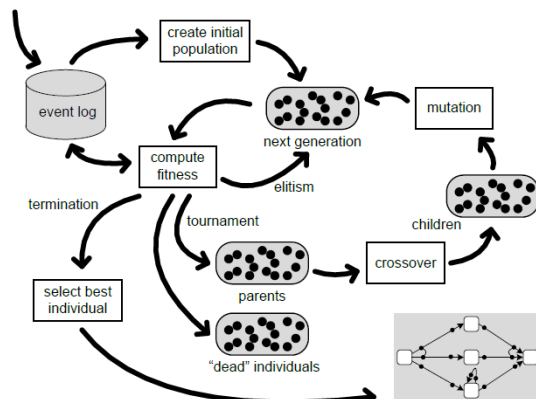 create initial
population
event log
mutation
next generation
compute
fitness
elitism
children
termination
tournament
crossover
select best
individual
parents
“dead” individuals